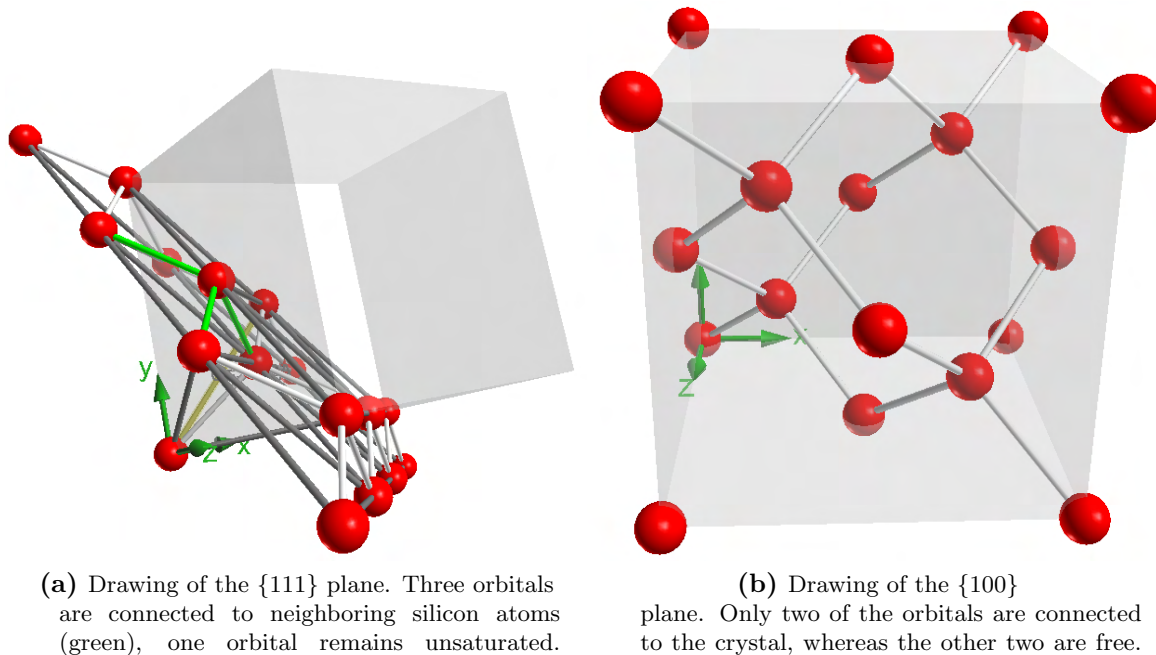 y
z
x
x
z
(a) Drawing of the {111} plane. Three orbitals
are connected to neighboring silicon atoms
(green), one orbital remains unsaturated.
(b) Drawing of the {100}
plane. Only two of the orbitals are connected
to the crystal, whereas the other two are free.